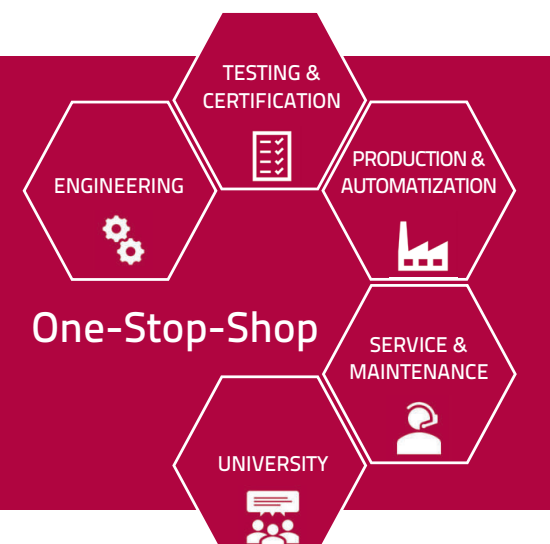 TESTING &
CERTIFICATION
ENGINEERING
PRODUCTION &
AUTOMATIZATION
One-Stop-Shop
SERVICE &
MAINTENANCE
UNIVERSITY